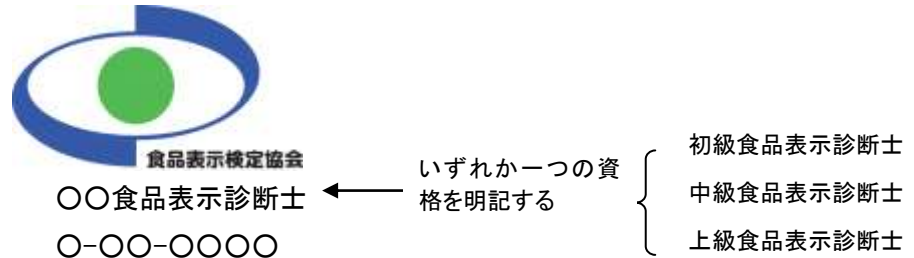 食品表示検定協会
〇〇食品表示診断士
〇-〇〇-〇〇〇〇
いずれか一つの資
格を明記する
初級食品表示診断士
中級食品表示診断士
上級食品表示診断士